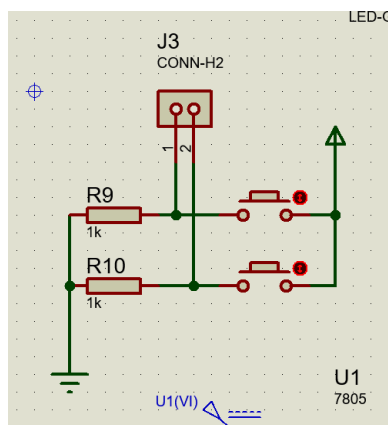 LED-G
J3
CONN-H2
1
2
R9
1k
R10
1k
U1
7805
U1(VI)